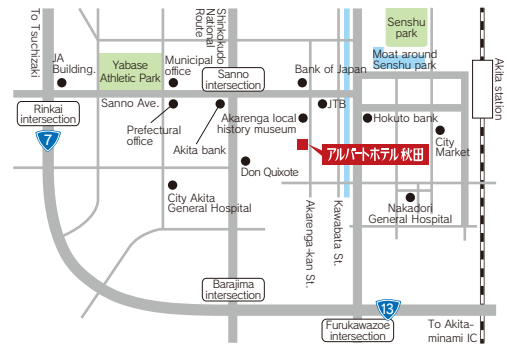 To Tsuchizaki
Shinkokudo
National
Route
Senshu
park
JA
Building.
Yabase
Athletic Park
Municipal
office
Sanno
intersection
Bank of Japan
Moat around
Senshu park
Akita station
Rinkai
intersection
Sanno Ave.
JTB
7
Prefectural
office
Akarenga local
history museum
Hokuto bank
Akita bank
City
Market
アルパートホテル秋田
Don Quixote
City Akita
General Hospital
Akarenga-kan St.
Kawabata St.
Nakadori
General Hospital
Barajima
intersection
13
Furukawazoe
intersection
To Akita-
minami IC